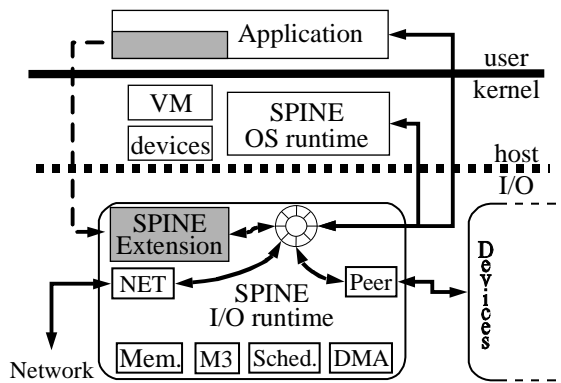 Application
user
kernel
VM
SPINE
OS runtime
devices
host
I/O
SPINE
Extension
NET
SPINE
I/O runtime
Peer
Devices
Mem.
M3
Sched.
DMA
Network